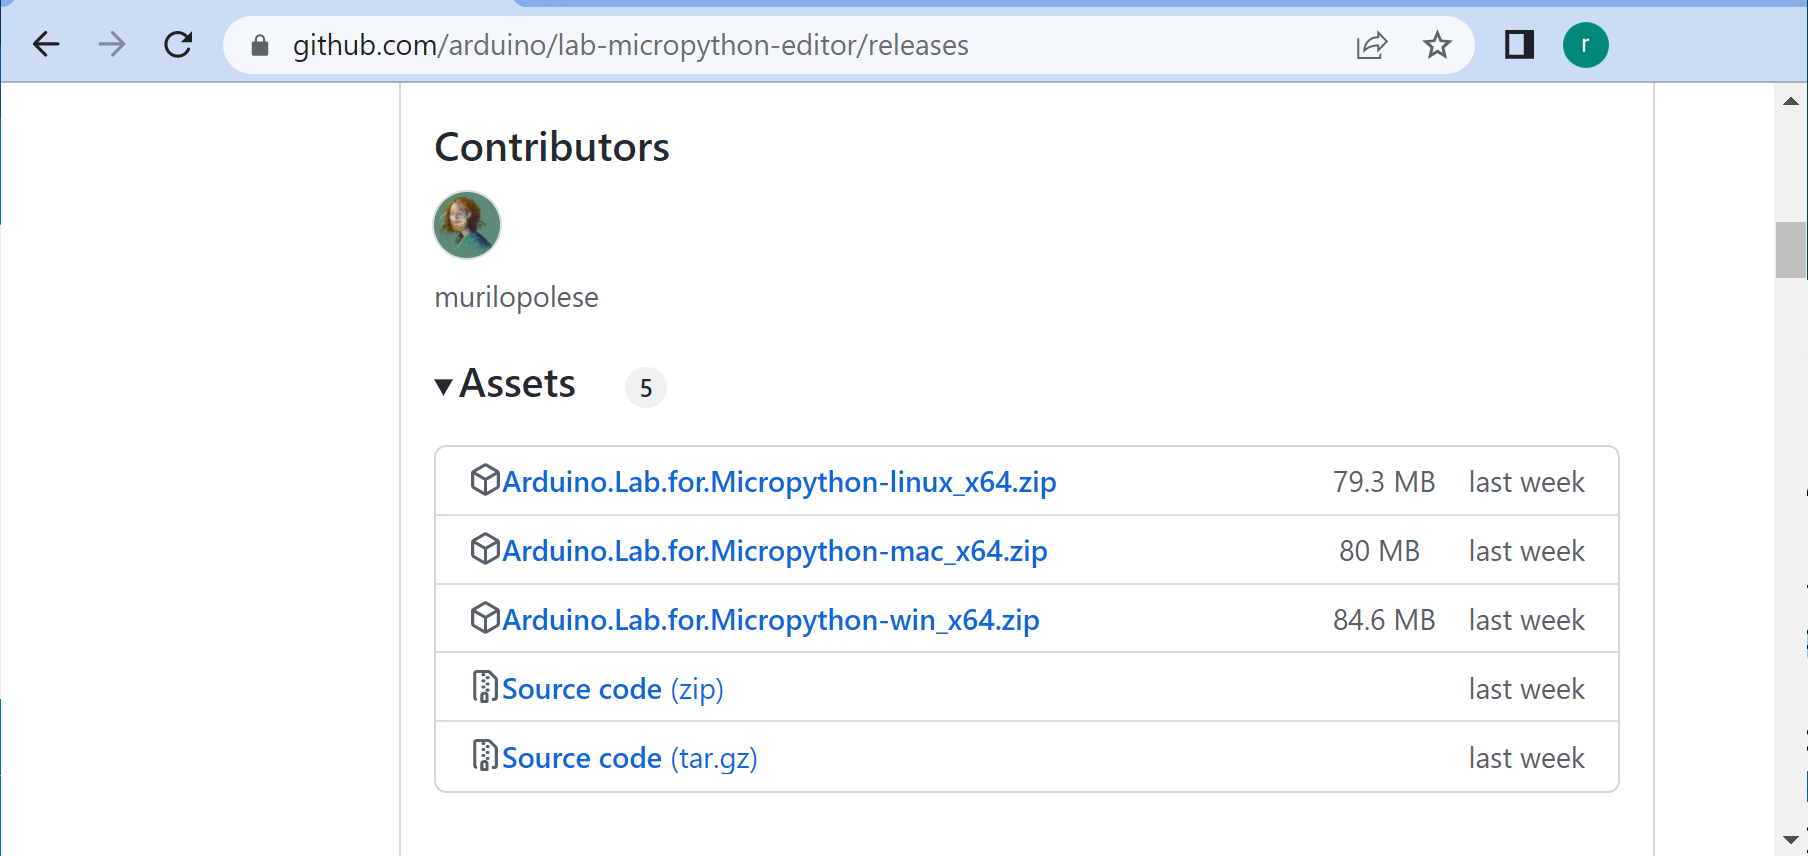 github.com/arduino/lab-micropython-editor/releases
r
Contributors
murilopolese
Assets 5
Arduino.Lab.for.Micropython-linux_x64.zip 79.3 MB last week
Arduino.Lab.for.Micropython-mac_x64.zip 80 MB last week
Arduino.Lab.for.Micropython-win_x64.zip 84.6 MB last week
Source code (zip) last week
Source code (tar.gz) last week